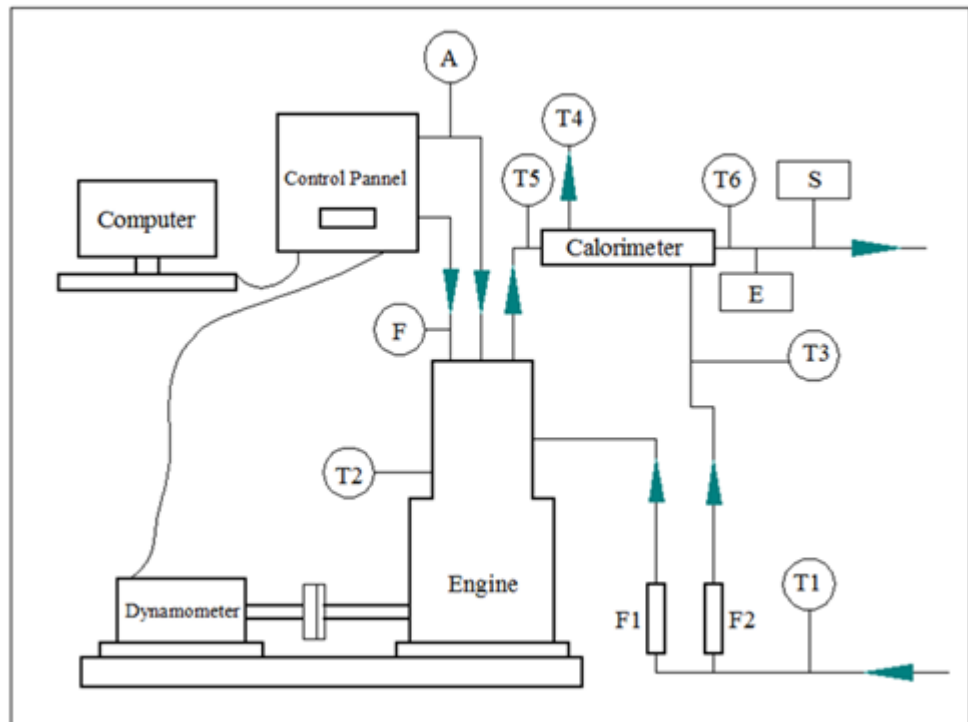 A
T4
Control Pannel
T5
T6
S
Computer
Calorimeter
E
F
T3
T2
Engine
T1
Dynamometer
F1
F2